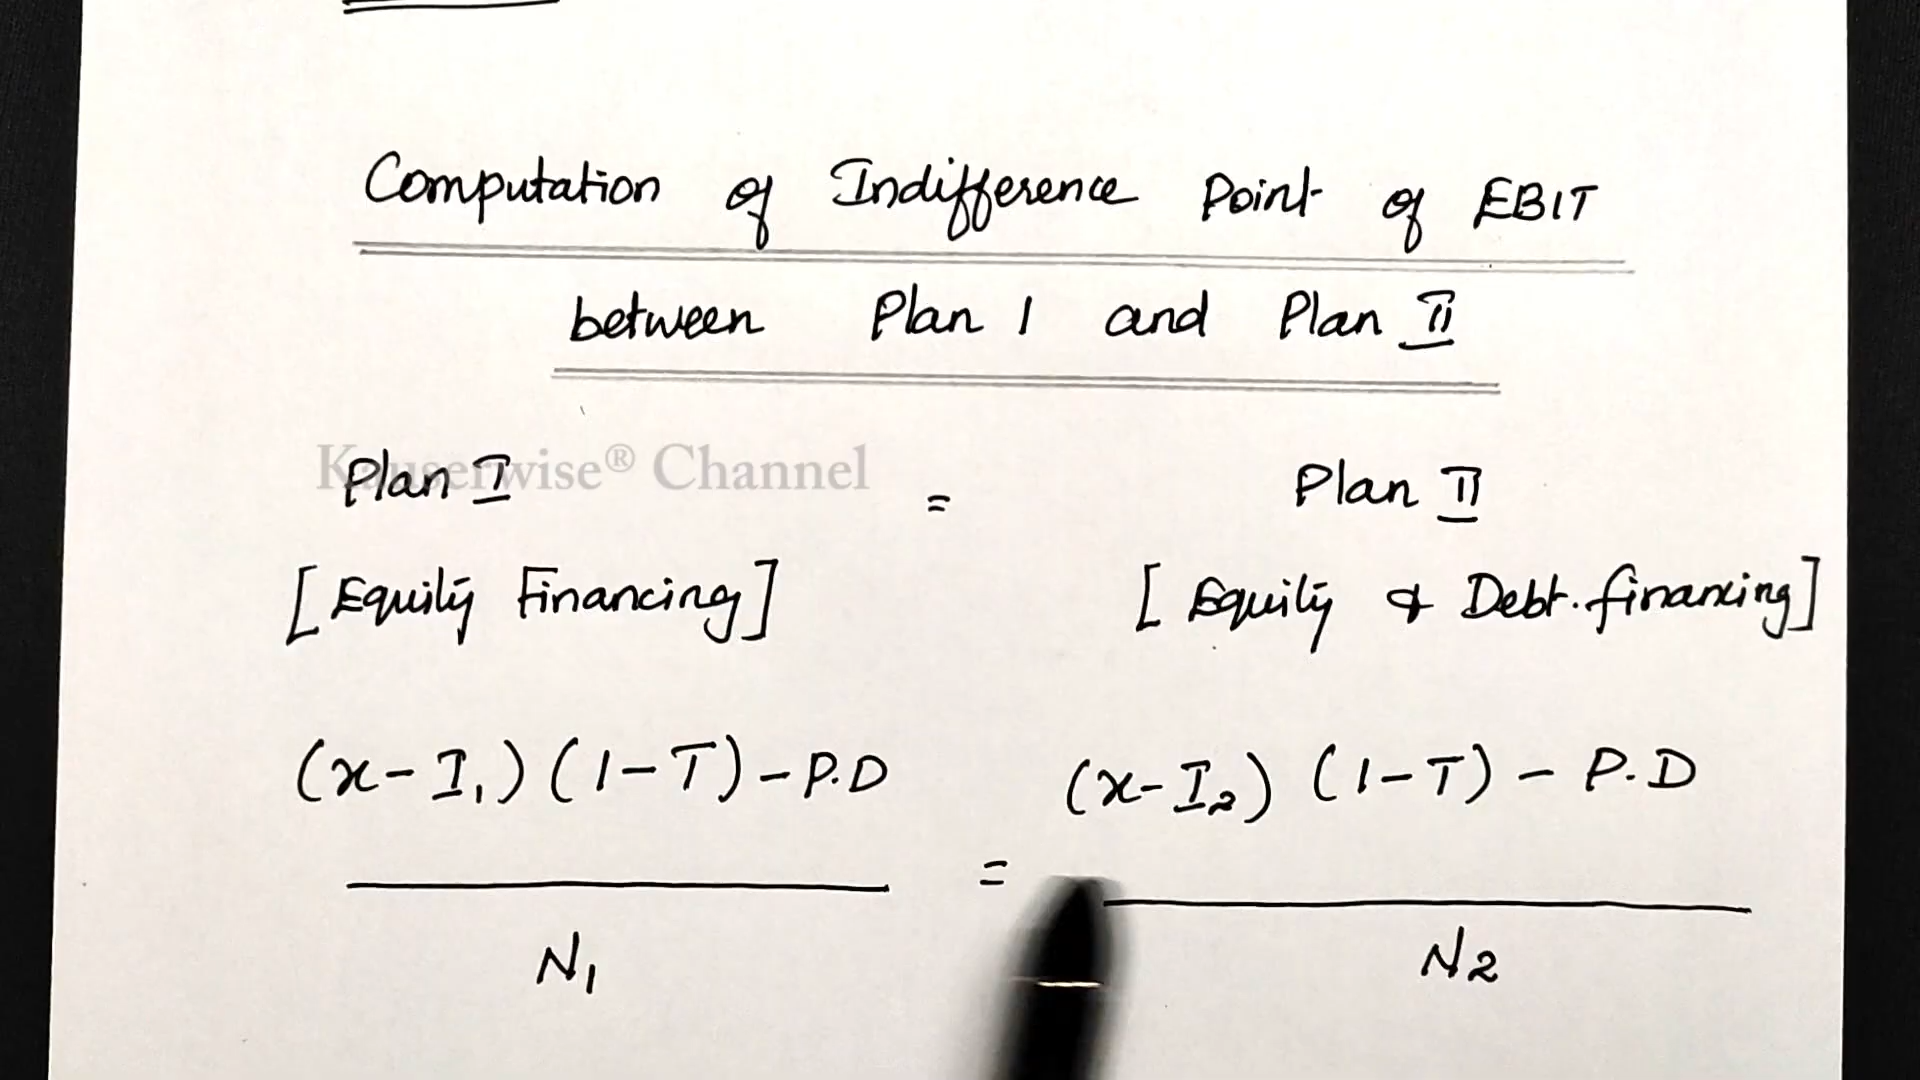 Computation of Indifference Point of EBIT
between Plan I and Plan II
Kauserwise® Channel
Plan I = Plan II
[Equity Financing] [Equity & Debt. financing]
(x-I₁) (1-T) - P.D = (x-I₂) (1-T) - P.D
N₁ N₂